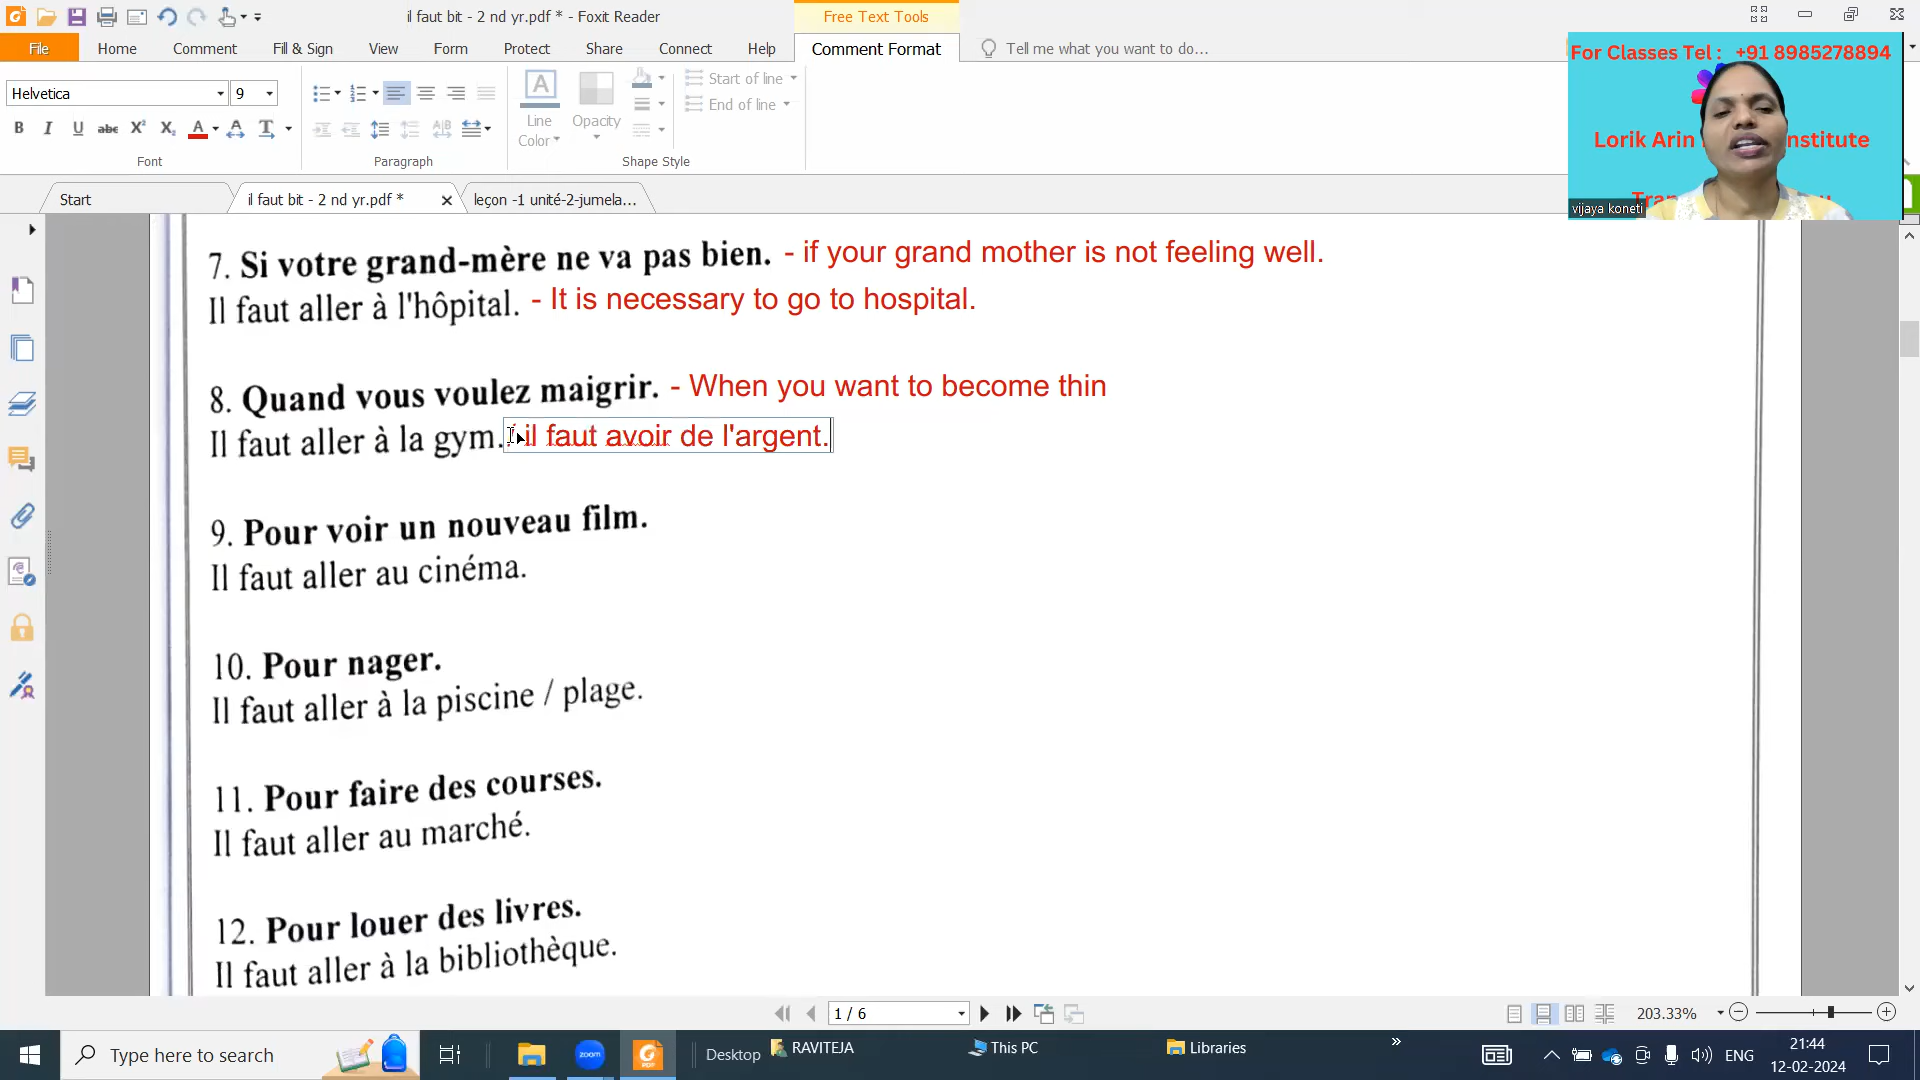 il faut bit - 2 nd yr.pdf * - Foxit Reader
Free Text Tools
File Home Comment Fill & Sign View Form Protect Share Connect Help Comment Format Tell me what you want to do...
Helvetica 9
Line Color
Opacity
Start of line
End of line
Font Paragraph Shape Style
For Classes Tel : +91 8985278894
Lorik Arin nstitute
vijaya koneti
Start
il faut bit - 2 nd yr.pdf *
leçon -1 unité-2-jumela...
7. Si votre grand-mère ne va pas bien. - if your grand mother is not feeling well.
Il faut aller à l'hôpital. - It is necessary to go to hospital.
8. Quand vous voulez maigrir. - When you want to become thin
Il faut aller à la gym. il faut avoir de l'argent.
9. Pour voir un nouveau film.
Il faut aller au cinéma.
10. Pour nager.
Il faut aller à la piscine / plage.
11. Pour faire des courses.
Il faut aller au marché.
12. Pour louer des livres.
Il faut aller à la bibliothèque.
1 / 6
203.33%
Type here to search
zoom
Desktop
RAVITEJA
This PC
Libraries
ENG
21:44
12-02-2024